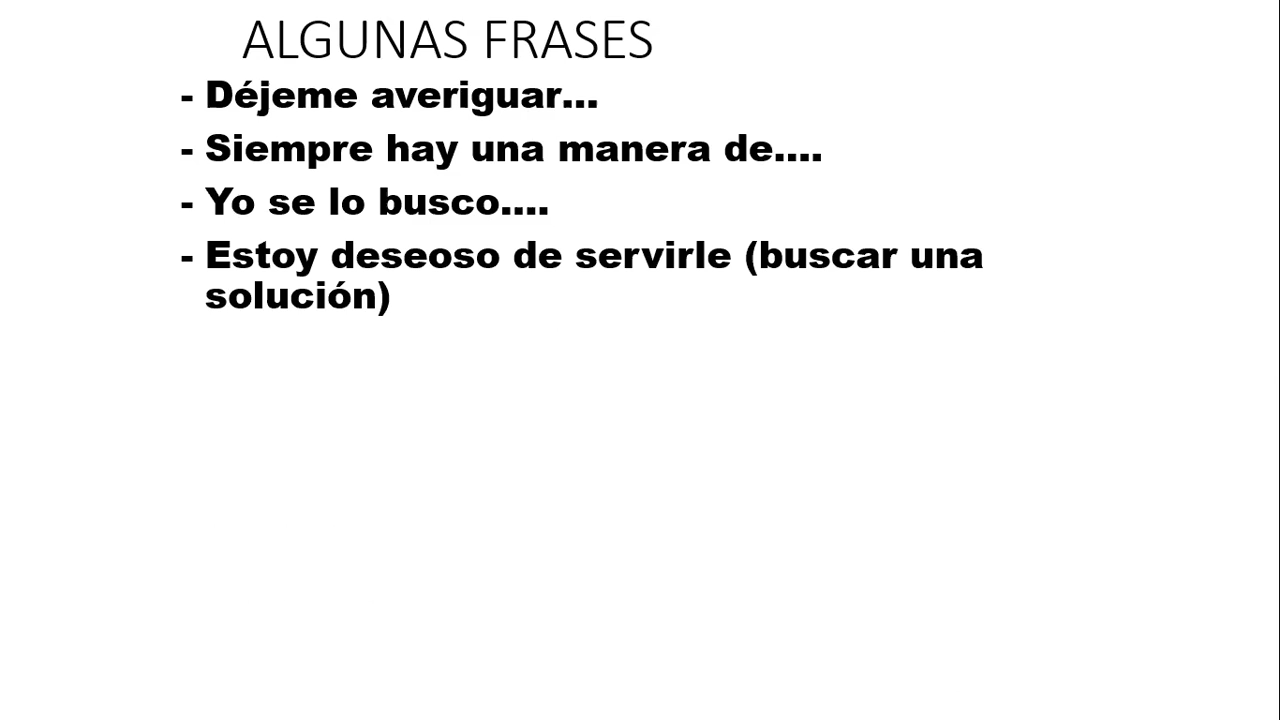 ALGUNAS FRASES
- Déjeme averiguar...
- Siempre hay una manera de....
- Yo se lo busco....
- Estoy deseoso de servirle (buscar una
solución)